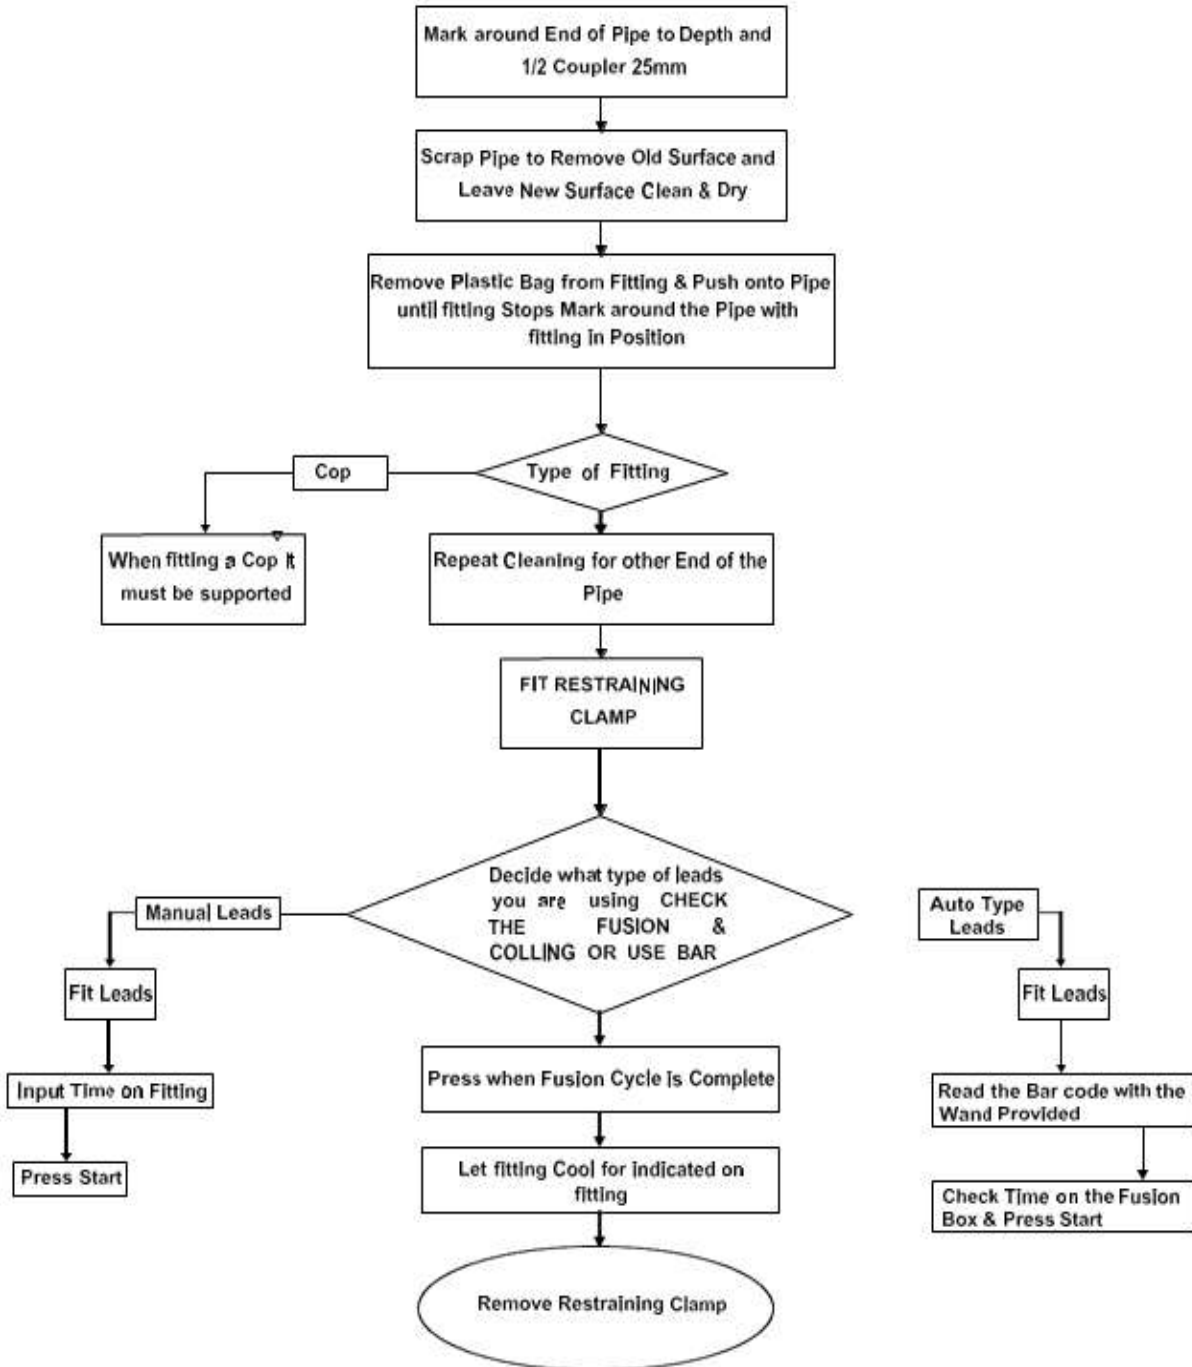 Mark around End of Pipe to Depth and
1/2 Coupler 25mm
Scrap Pipe to Remove Old Surface and
Leave New Surface Clean & Dry
Remove Plastic Bag from Fitting & Push onto Pipe
until fitting Stops Mark around the Pipe with
fitting in Position
Type of Fitting
Cop
When fitting a Cop It
must be supported
Repeat Cleaning for other End of the
Pipe
FIT RESTRAINING
CLAMP
Decide what type of leads
you are using CHECK
THE FUSION &
COLLING OR USE BAR
Manual Leads
Fit Leads
Input Time on Fitting
Press Start
Press when Fusion Cycle is Complete
Let fitting Cool for indicated on
fitting
Remove Restraining Clamp
Auto Type
Leads
Fit Leads
Read the Bar code with the
Wand Provided
Check Time on the Fusion
Box & Press Start